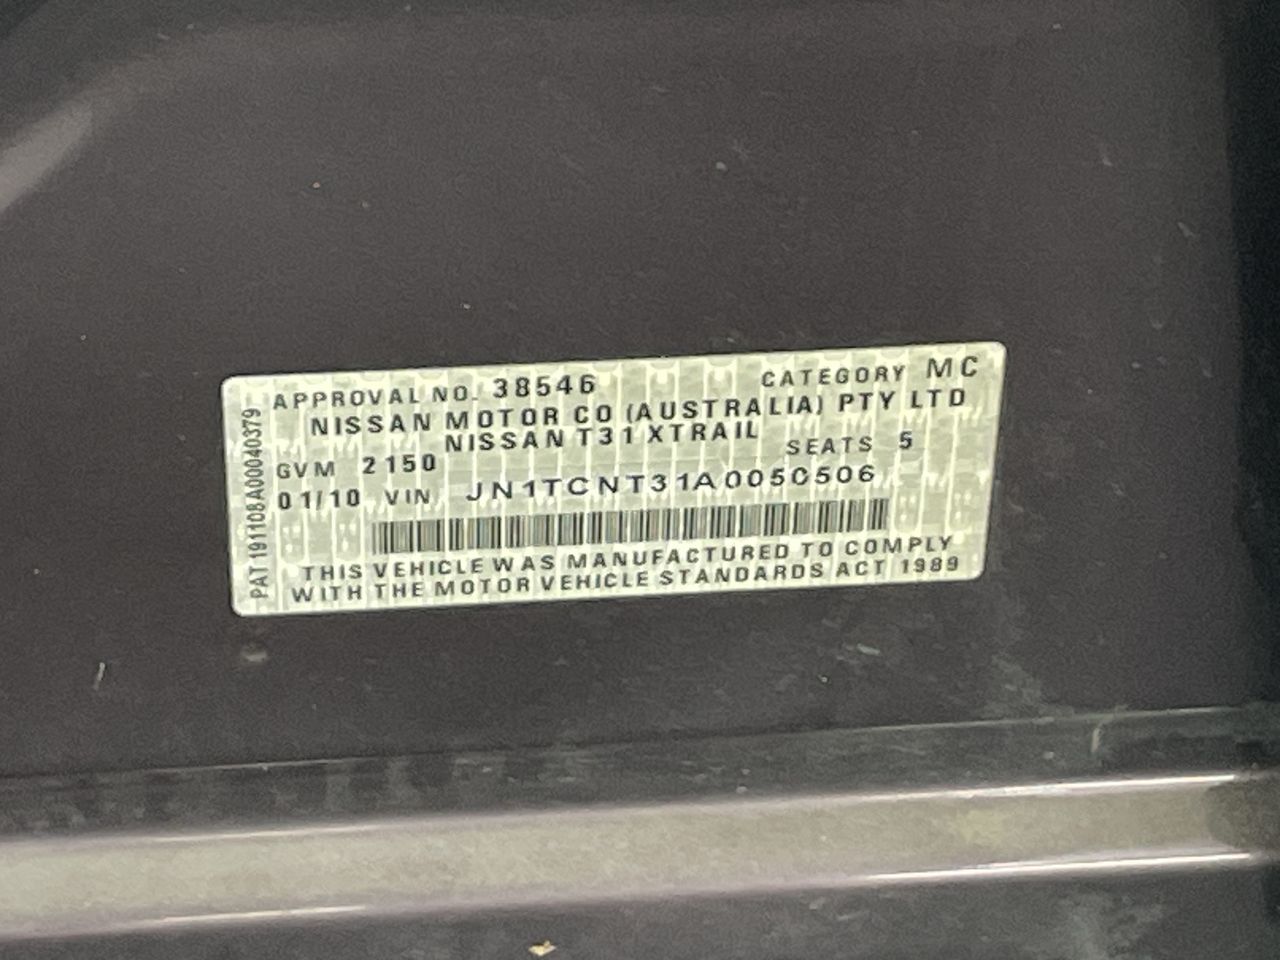 APPROVAL NO. 38546 CATEGORY MC
NISSAN MOTOR CO (AUSTRALIA) PTY LTD
NISSAN T31 XTRAIL
GVM 2150 SEATS 5
01/10 VIN JN1TCNT31A0050506
THIS VEHICLE WAS MANUFACTURED TO COMPLY
WITH THE MOTOR VEHICLE STANDARDS ACT 1989
PAT 191108A00040379